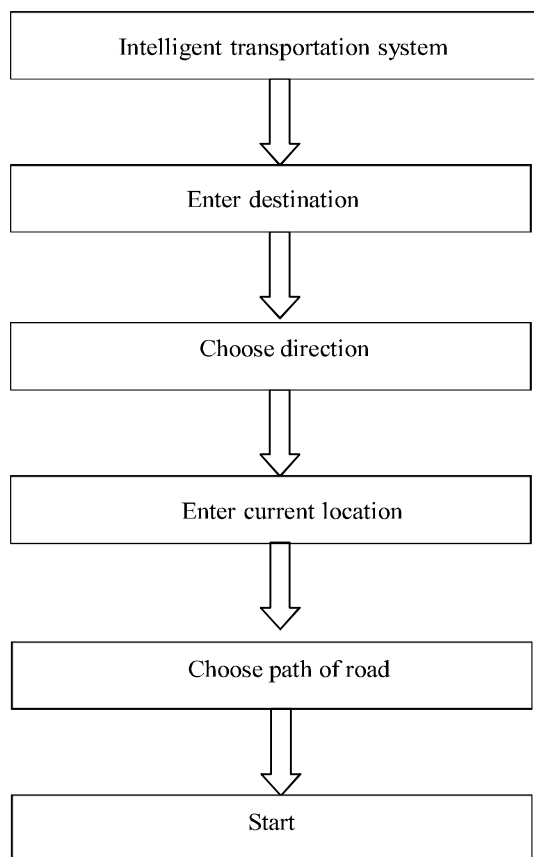 Intelligent transportation system
Enter destination
Choose direction
Enter current location
Choose path of road
Start